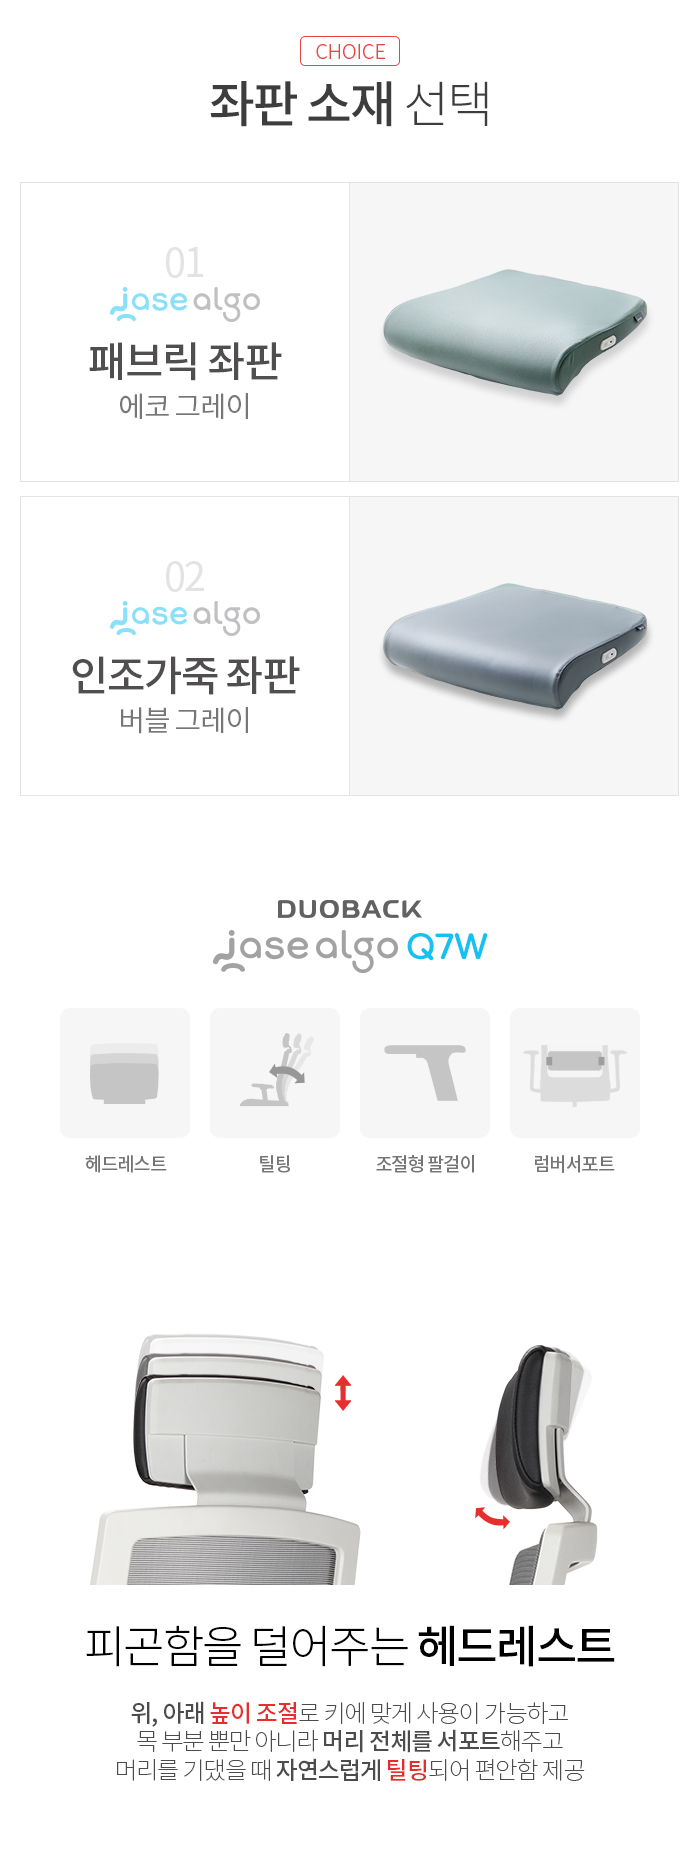 CHOICE
좌판 소재 선택
01
jase algo
패브릭 좌판
에코 그레이
02
jase algo
인조가죽 좌판
버블 그레이
DUOBACK
jase algo Q7W
헤드레스트
틸팅
조절형 팔걸이
럼버서포트
피곤함을 덜어주는 헤드레스트
위, 아래 높이 조절로 키에 맞게 사용이 가능하고
목 부분 뿐만 아니라 머리 전체를 서포트해주고
머리를 기댔을 때 자연스럽게 틸팅되어 편안함 제공